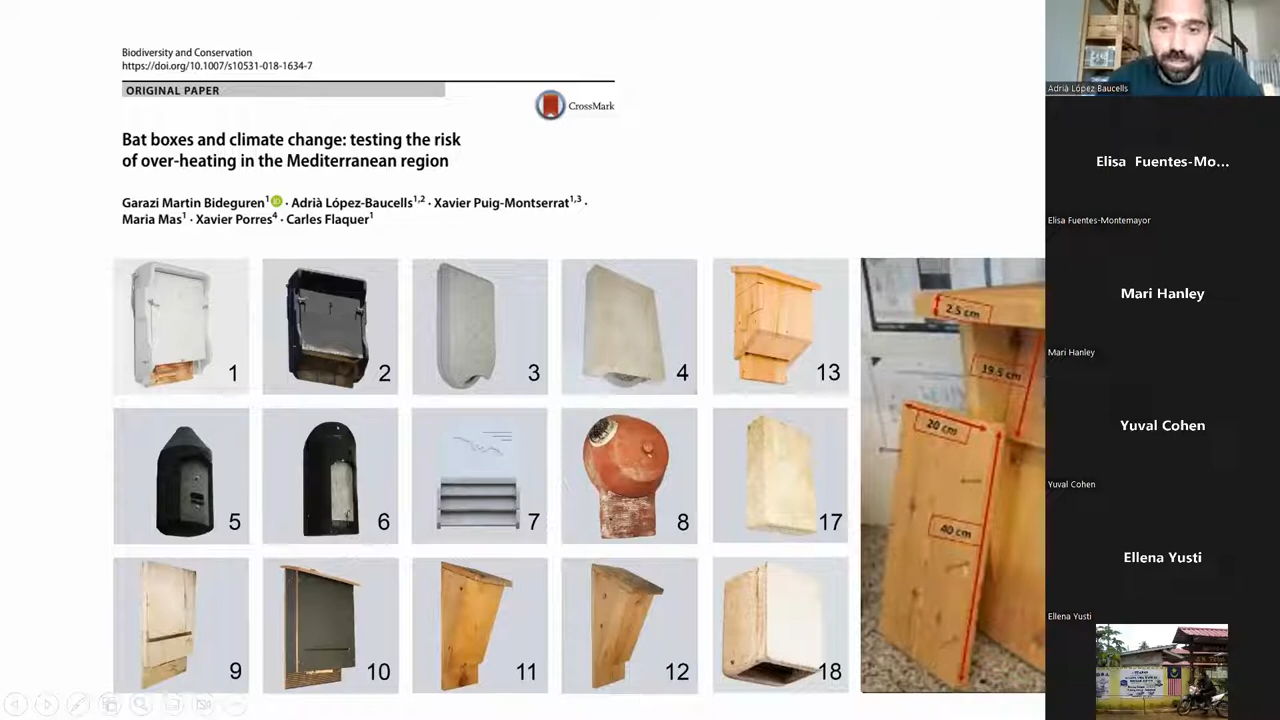 Biodiversity and Conservation
https://doi.org/10.1007/s10531-018-1634-7
ORIGINAL PAPER
CrossMark
Bat boxes and climate change: testing the risk
of over-heating in the Mediterranean region
Garazi Martin Bideguren1 · Adrià López-Baucells1,2 · Xavier Puig-Montserrat1,3 ·
Maria Mas1 · Xavier Porres4 · Carles Flaquer1
1
2
3
4
13
5
6
7
8
17
9
10
11
12
18
2.5 cm
19.5 cm
20 cm
40 cm
Adrià López Baucells
Elisa Fuentes-Mo...
Elisa Fuentes-Montemayor
Mari Hanley
Mari Hanley
Yuval Cohen
Yuval Cohen
Ellena Yusti
Ellena Yusti